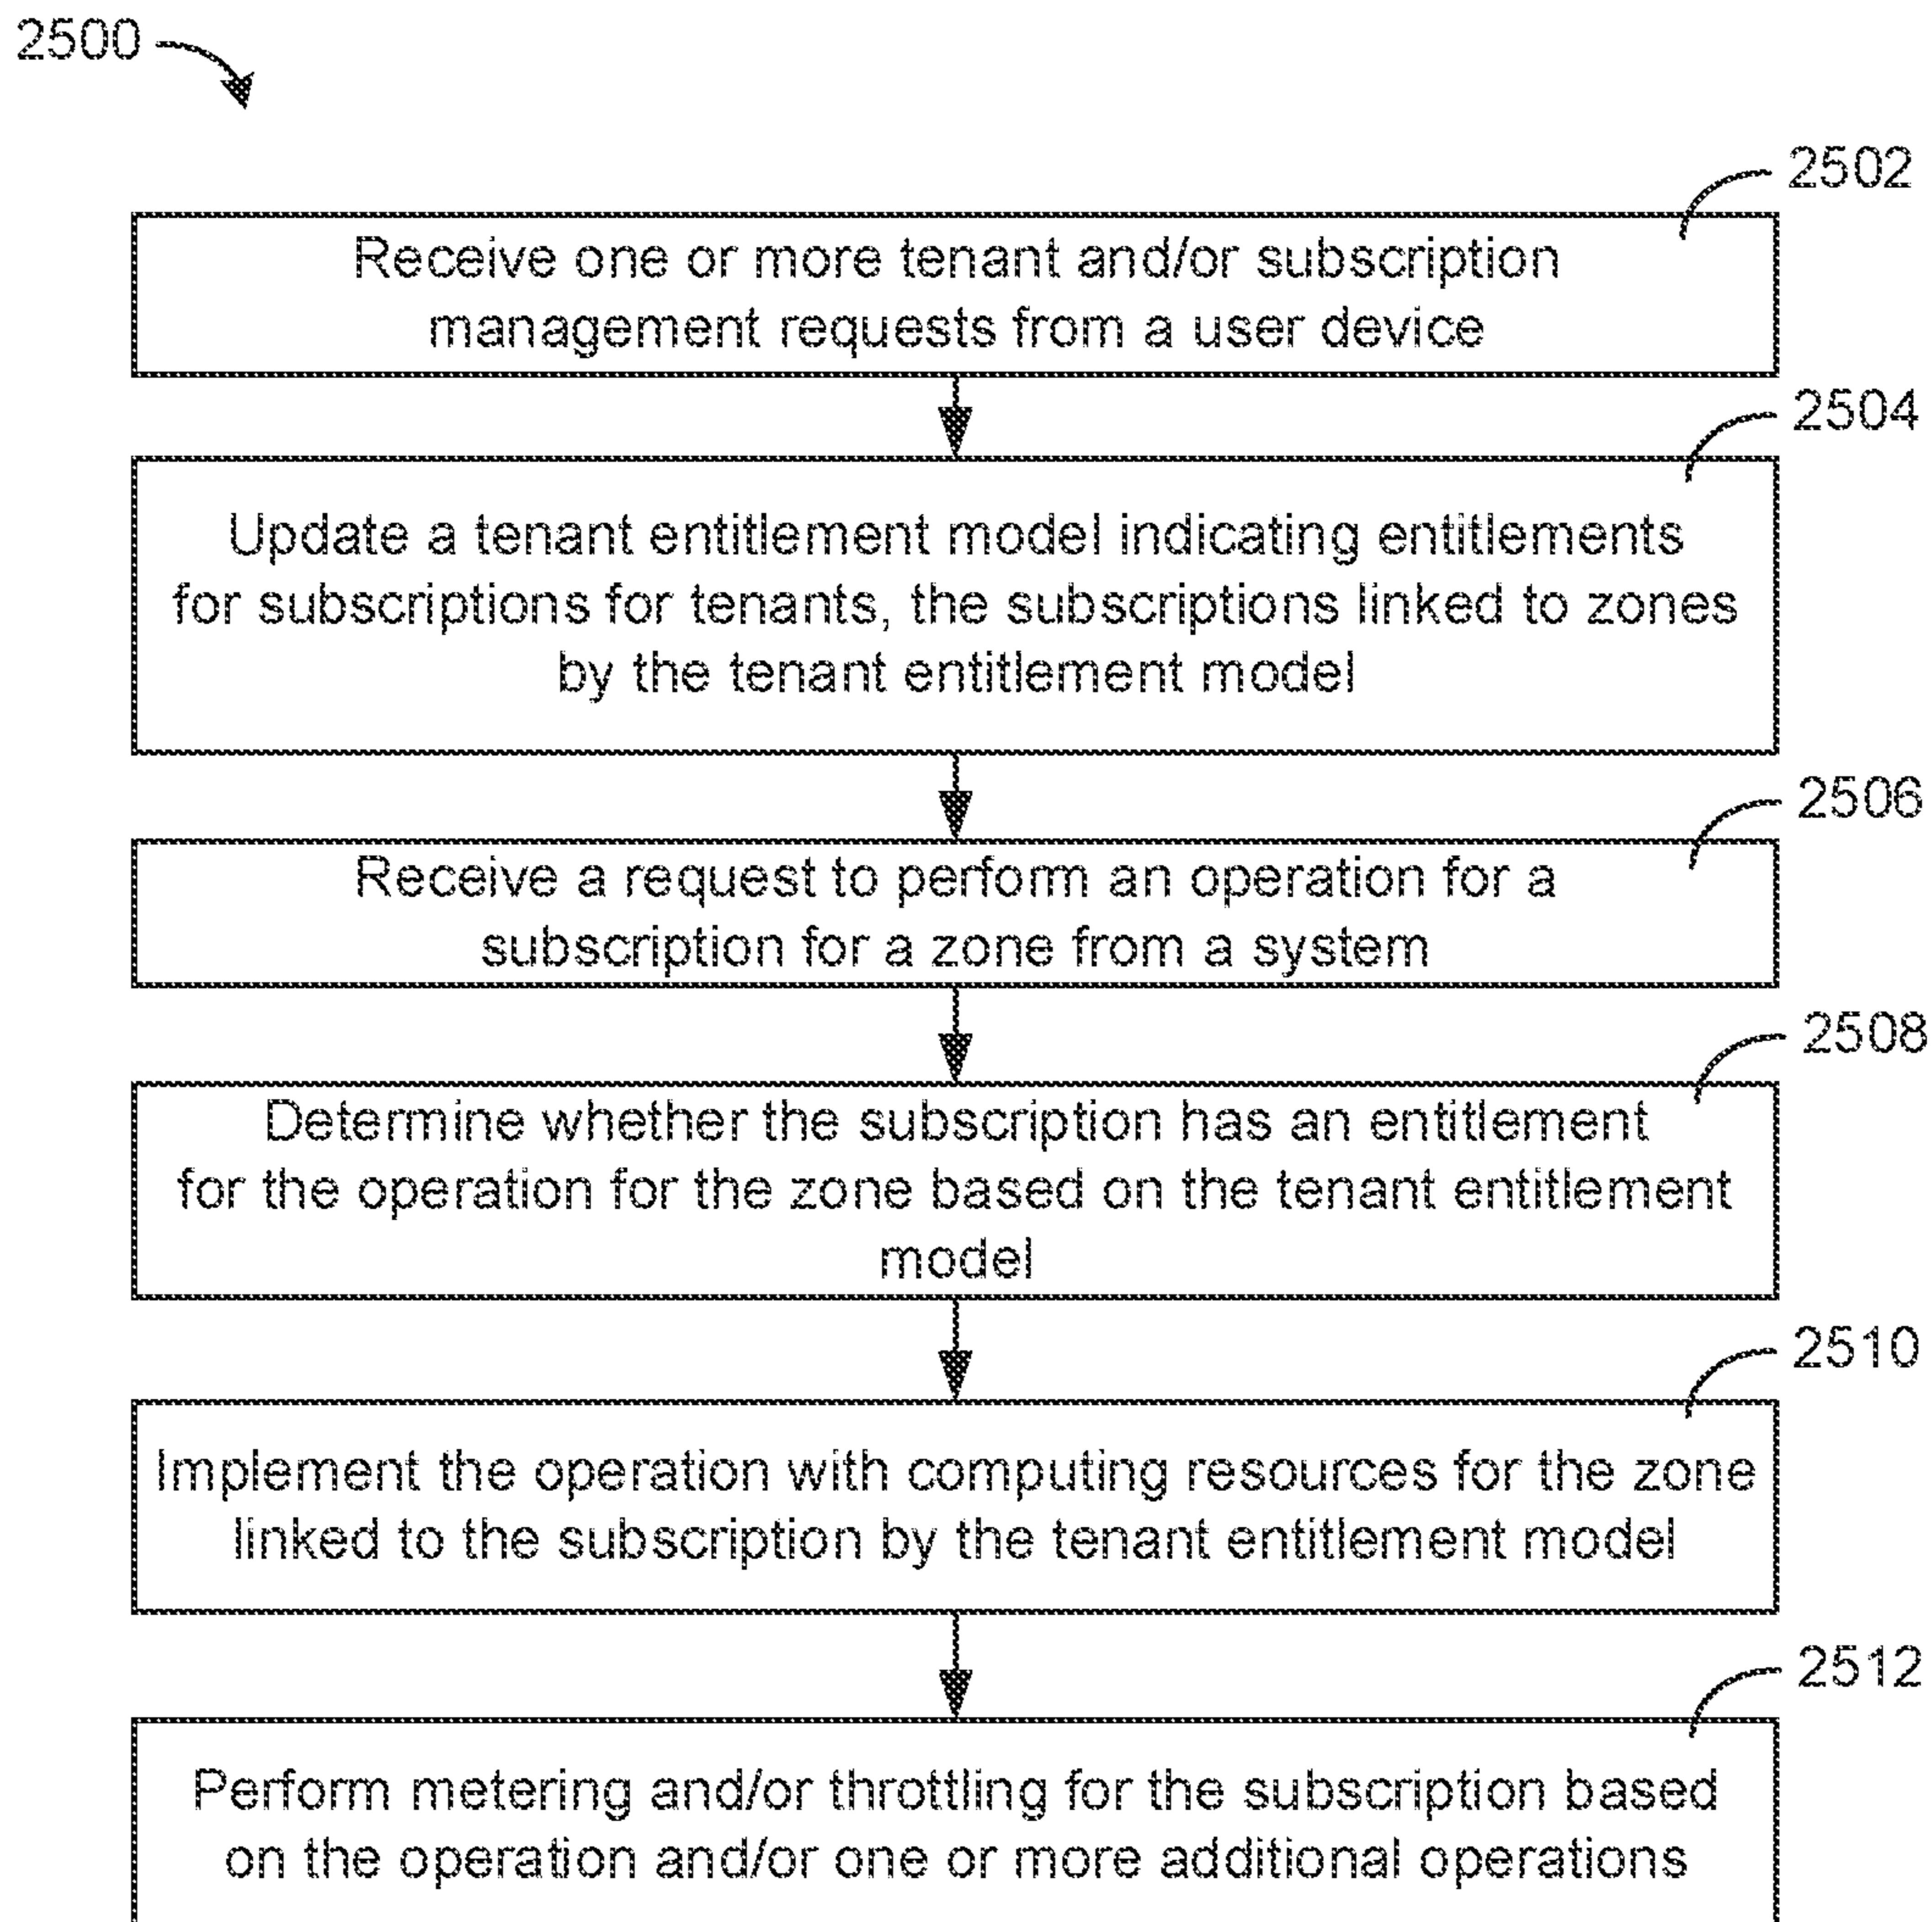 2500
2502
Receive one or more tenant and/or subscription
management requests from a user device
2504
Update a tenant entitlement model indicating entitlements
for subscriptions for tenants, the subscriptions linked to zones
by the tenant entitlement model
2506
Receive a request to perform an operation for a
subscription for a zone from a system
2508
Determine whether the subscription has an entitlement
for the operation for the zone based on the tenant entitlement
model
2510
Implement the operation with computing resources for the zone
linked to the subscription by the tenant entitlement model
2512
Perform metering and/or throttling for the subscription based
on the operation and/or one or more additional operations